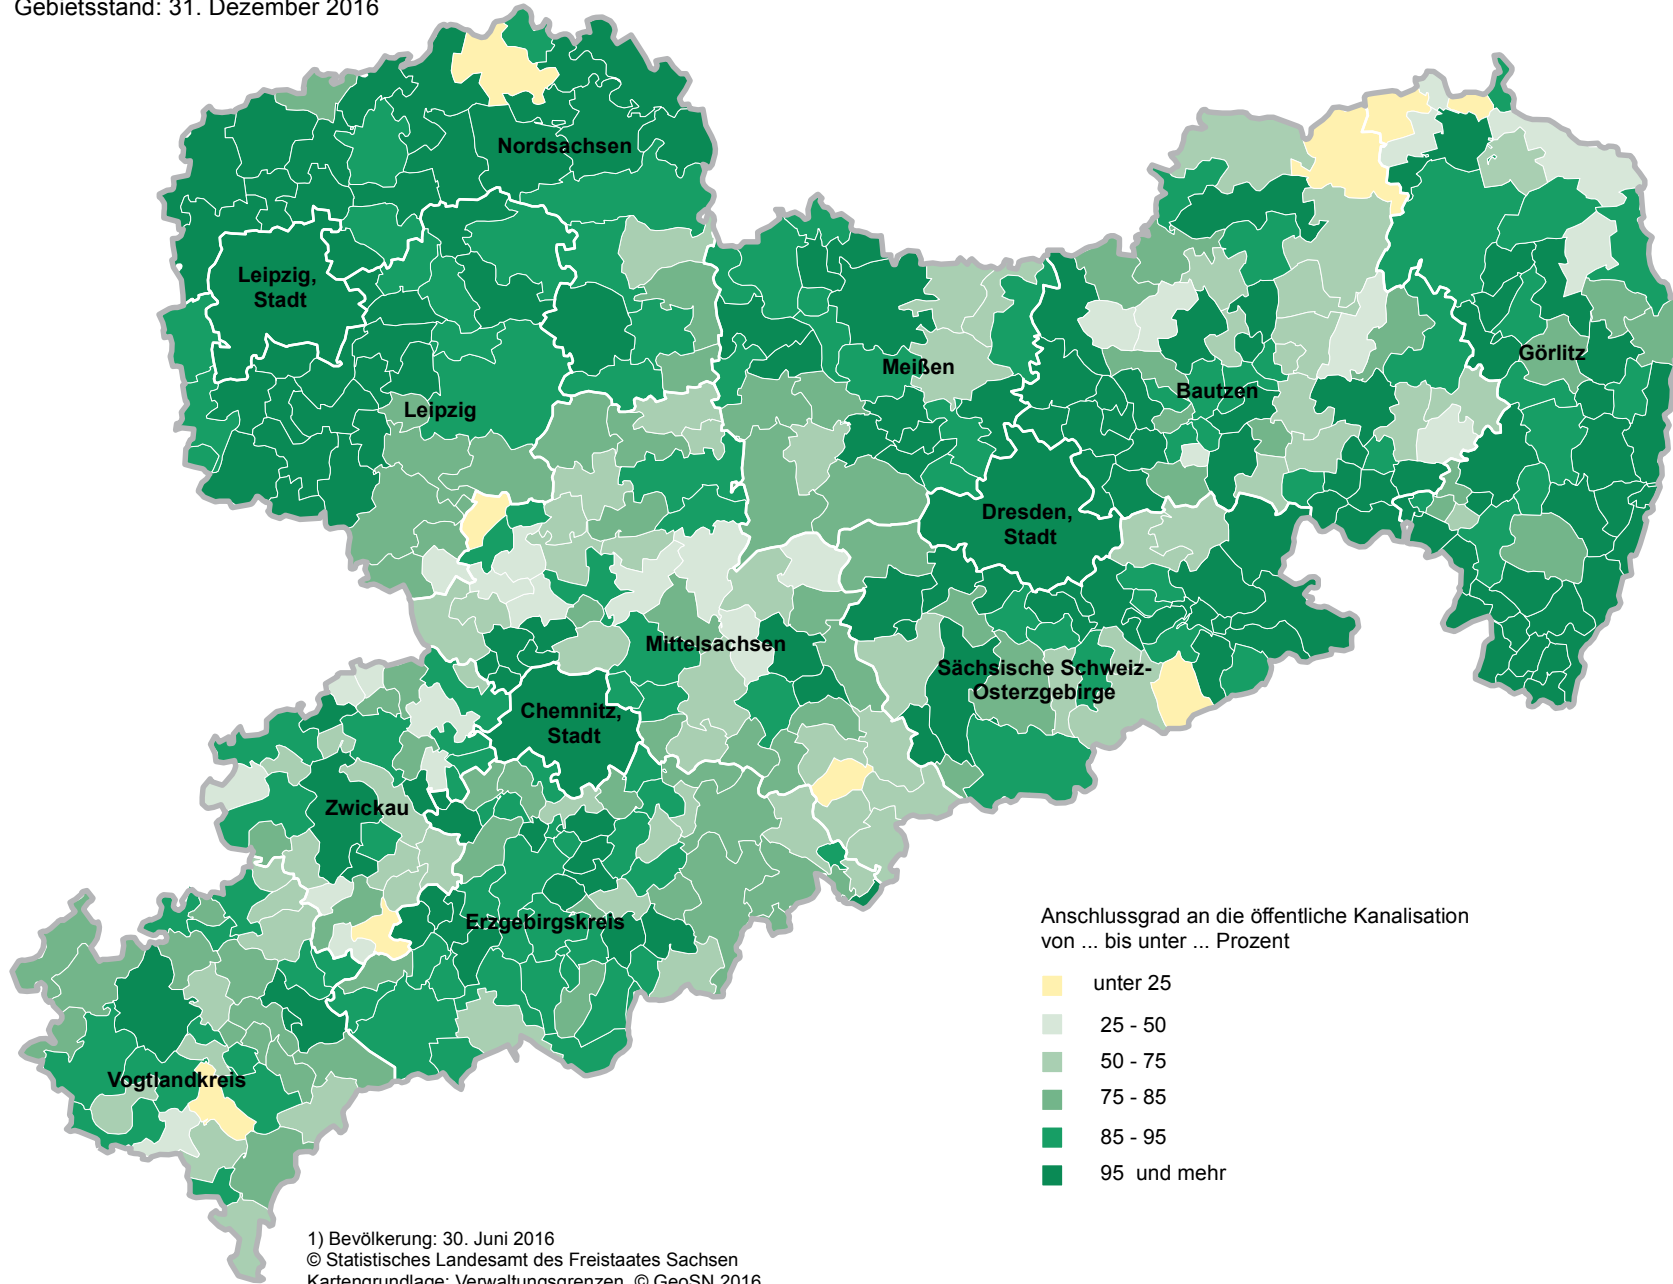 Gebietsstand: 31. Dezember 2016
Nordsachsen
Leipzig,
Stadt
Meißen
Görlitz
Bautzen
Leipzig
Dresden,
Stadt
Mittelsachsen
Sächsische Schweiz-
Osterzgebirge
Chemnitz,
Stadt
Zwickau
Erzgebirgskreis
Vogtlandkreis
Anschlussgrad an die öffentliche Kanalisation
von ... bis unter ... Prozent
unter 25
25 - 50
50 - 75
75 - 85
85 - 95
95 und mehr
1) Bevölkerung: 30. Juni 2016
© Statistisches Landesamt des Freistaates Sachsen
Kartengrundlage: Verwaltungsgrenzen, © GeoSN 2016